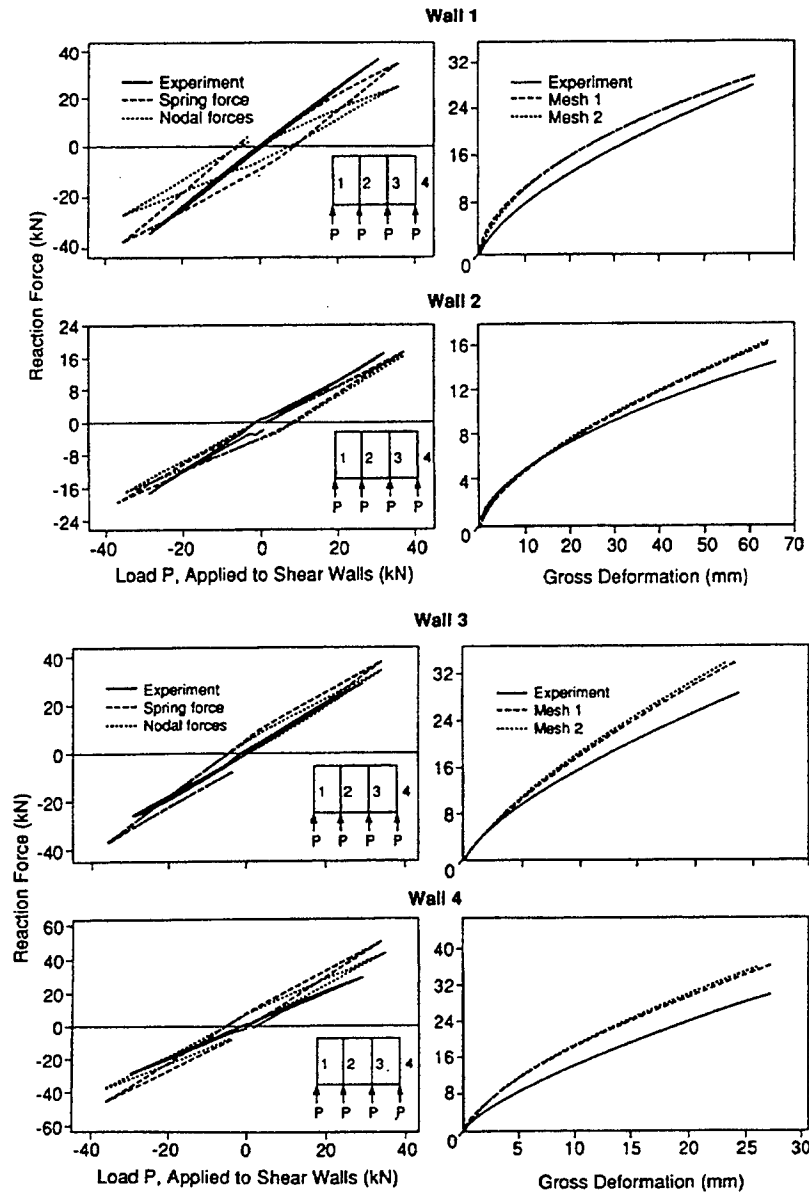 Wall 1
Reaction Force (kN)
40
20
0
-20
-40
Experiment
Spring force
Nodal forces
1 2 3 4
P P P P
32
24
16
8
0
Experiment
Mesh 1
Mesh 2
Wall 2
24
16
8
0
-8
-16
-24
1 2 3 4
P P P P
-40 -20 0 20 40
Load P, Applied to Shear Walls (kN)
16
12
8
4
0
10 20 30 40 50 60 70
Gross Deformation (mm)
Wall 3
Reaction Force (kN)
40
20
0
-20
-40
Experiment
Spring force
Nodal forces
1 2 3 4
P P P P
32
24
16
8
0
Experiment
Mesh 1
Mesh 2
Wall 4
60
40
20
0
-20
-40
-60
1 2 3 4
P P P P
-40 -20 0 20 40
Load P, Applied to Shear Walls (kN)
40
32
24
16
8
0
5 10 15 20 25 30
Gross Deformation (mm)